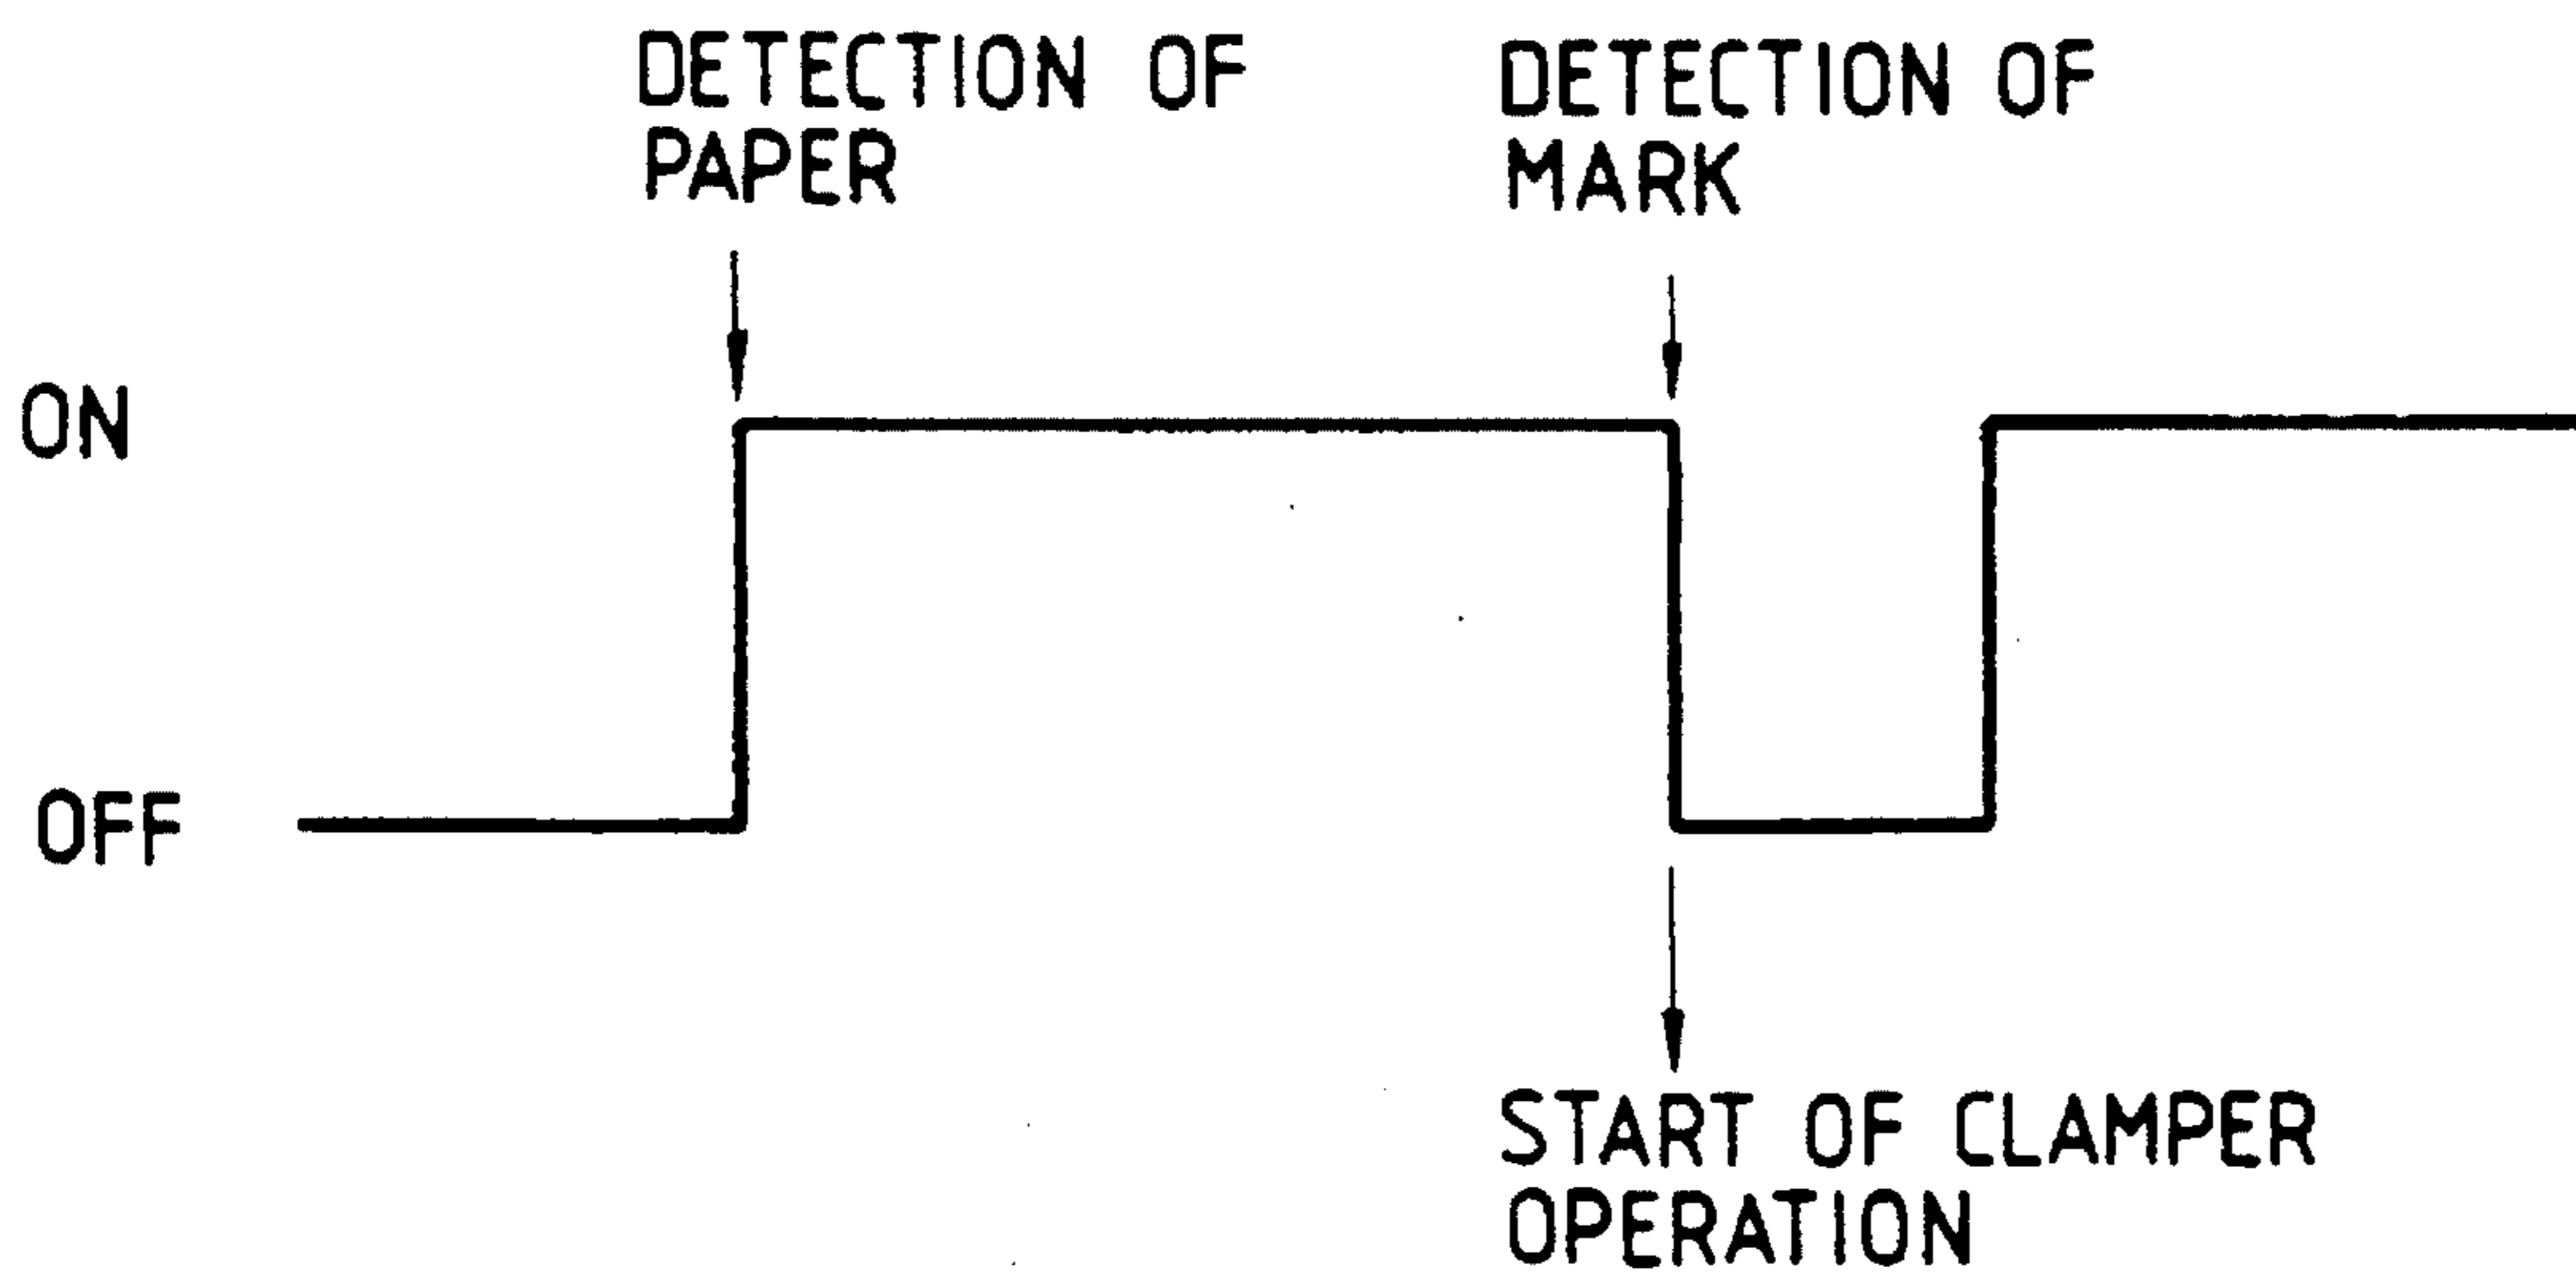 DETECTION OF
PAPER
DETECTION OF
MARK
ON
OFF
START OF CLAMPER
OPERATION